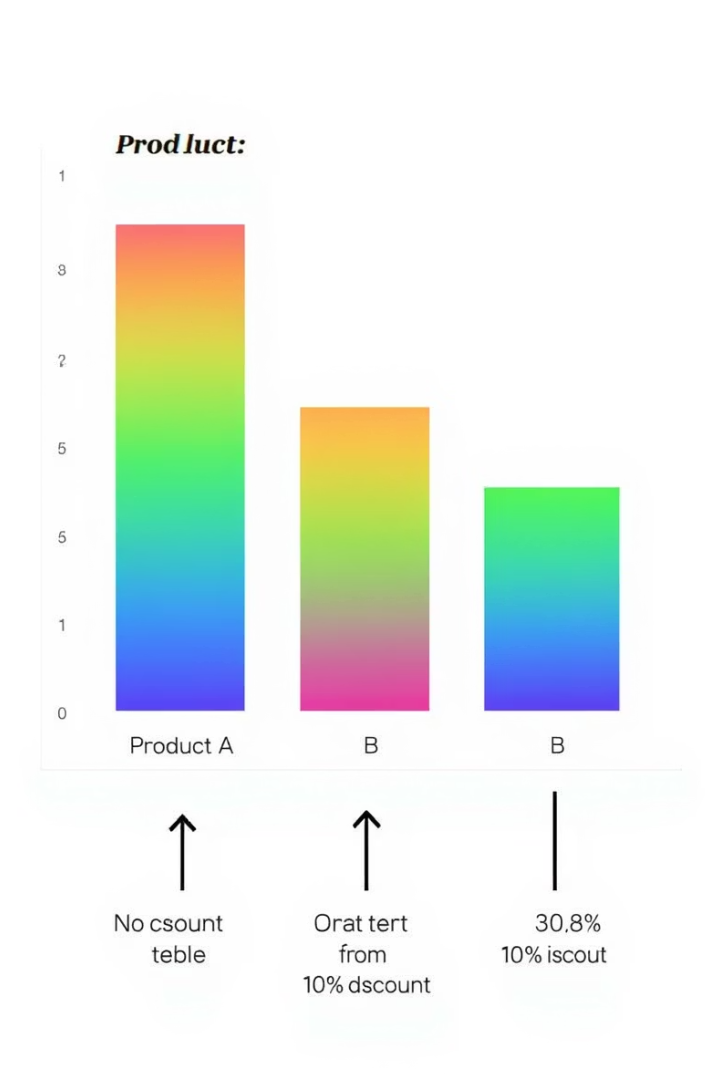 Prod luct:
1
8
2
5
5
1
0
Product A
B
B
No csount
teble
Orat tert
from
10% dscount
30.8%
10% iscout